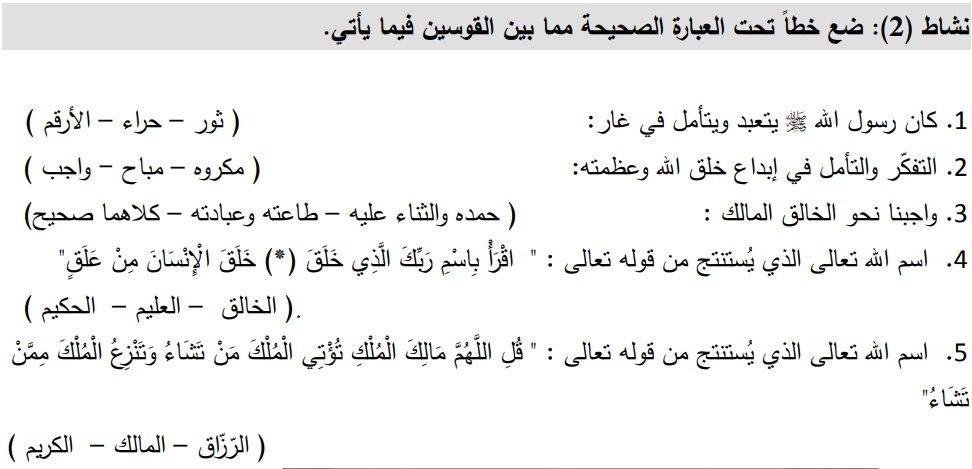 نشاط (2): ضع خطاً تحت العبارة الصحيحة مما بين القوسين فيما يأتي.
1. كان رسول الله ﷺ يتعبد ويتأمل في غار: ( ثور – حراء – الأرقم )
2. التفكّر والتأمل في إبداع خلق الله وعظمته: ( مكروه – مباح – واجب )
3. واجبنا نحو الخالق المالك : ( حمده والثناء عليه – طاعته وعبادته – كلاهما صحيح)
4. اسم الله تعالى الذي يُستنتج من قوله تعالى : " اقْرَأْ بِاسْمِ رَبِّكَ الَّذِي خَلَقَ (*) خَلَقَ الْإِنْسَانَ مِنْ عَلَقٍ"
( الخالق – العليم – الحكيم ).
5. اسم الله تعالى الذي يُستنتج من قوله تعالى : " قُلِ اللَّهُمَّ مَالِكَ الْمُلْكِ تُؤْتِي الْمُلْكَ مَنْ تَشَاءُ وَتَنْزِعُ الْمُلْكَ مِمَّنْ
تَشَاءُ"
( الرّزّاق – المالك – الكريم )